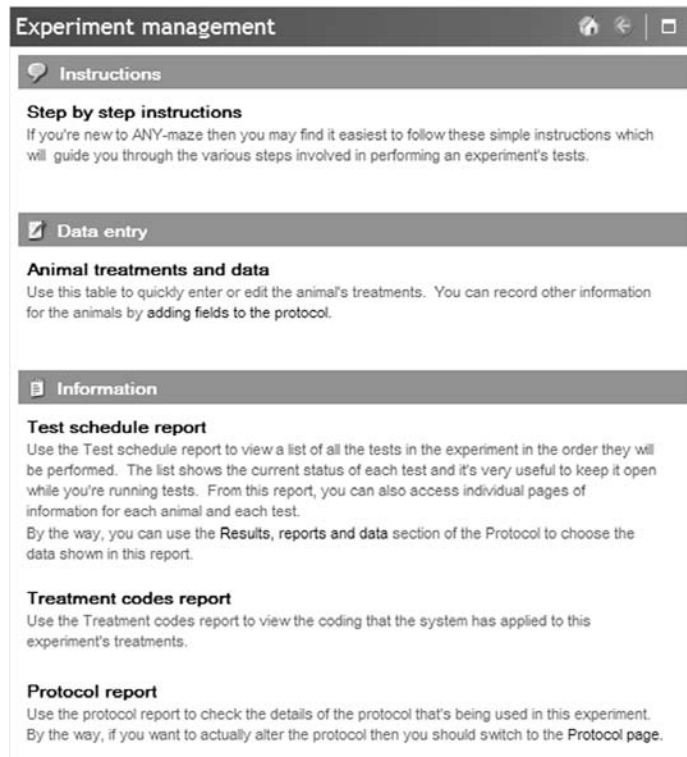 Experiment management
Instructions
Step by step instructions
If you're new to ANY-maze then you may find it easiest to follow these simple instructions which
will guide you through the various steps involved in performing an experiment's tests.
Data entry
Animal treatments and data
Use this table to quickly enter or edit the animal's treatments. You can record other information
for the animals by adding fields to the protocol.
Information
Test schedule report
Use the Test schedule report to view a list of all the tests in the experiment in the order they will
be performed. The list shows the current status of each test and it's very useful to keep it open
while you're running tests. From this report, you can also access individual pages of
information for each animal and each test.
By the way, you can use the Results, reports and data section of the Protocol to choose the
data shown in this report.
Treatment codes report
Use the Treatment codes report to view the coding that the system has applied to this
experiment's treatments.
Protocol report
Use the protocol report to check the details of the protocol that's being used in this experiment.
By the way, if you want to actually alter the protocol then you should switch to the Protocol page.